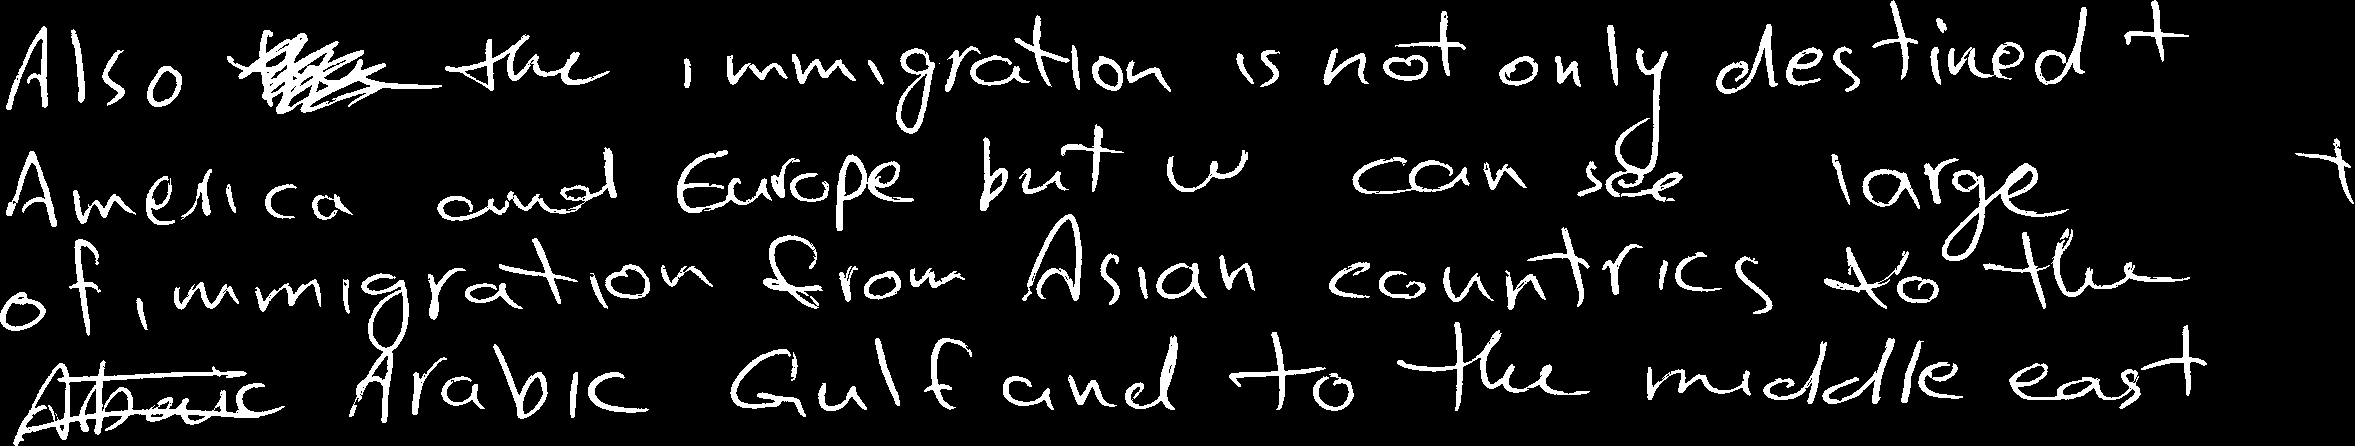 Also the immigration is not only destined t
America and Europe but w can see large t
of immigration from Asian countries to the
Arabic Gulf and to the middle east